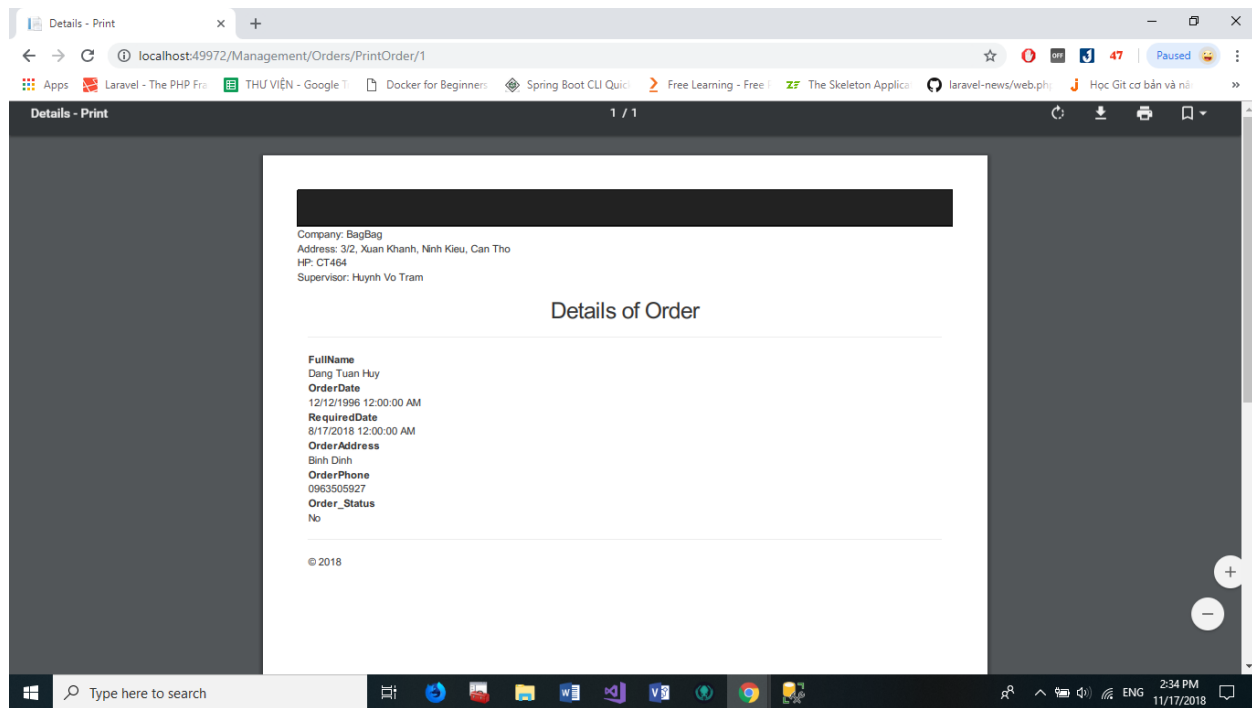 Details - Print
localhost:49972/Management/Orders/PrintOrder/1
OFF
47
Paused
Apps
Laravel - The PHP Fra
THƯ VIỆN - Google T
Docker for Beginners
Spring Boot CLI Quic
Free Learning - Free
The Skeleton Applica
laravel-news/web.ph
Học Git cơ bản và nâ
Details - Print
1 / 1
Company: BagBag
Address: 3/2, Xuan Khanh, Ninh Kieu, Can Tho
HP: CT464
Supervisor: Huynh Vo Tram
Details of Order
FullName
Dang Tuan Huy
OrderDate
12/12/1996 12:00:00 AM
RequiredDate
8/17/2018 12:00:00 AM
OrderAddress
Binh Dinh
OrderPhone
0963505927
Order_Status
No
© 2018
Type here to search
ENG
2:34 PM
11/17/2018